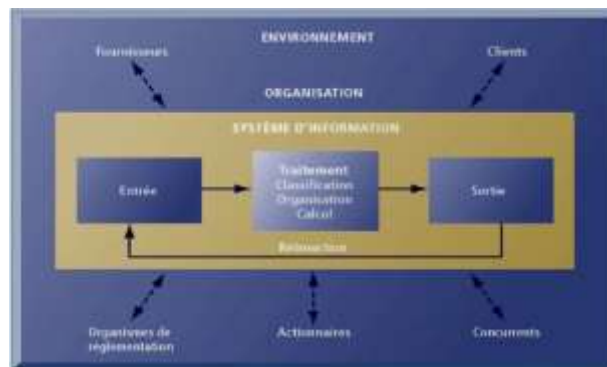 ENVIRONNEMENT
Fournisseurs
Clients
ORGANISATION
SYSTÈME D'INFORMATION
Entrée
Traitement
Classification
Organisation
Calcul
Sortie
Rétroaction
Organismes de
réglementation
Actionnaires
Concurrents